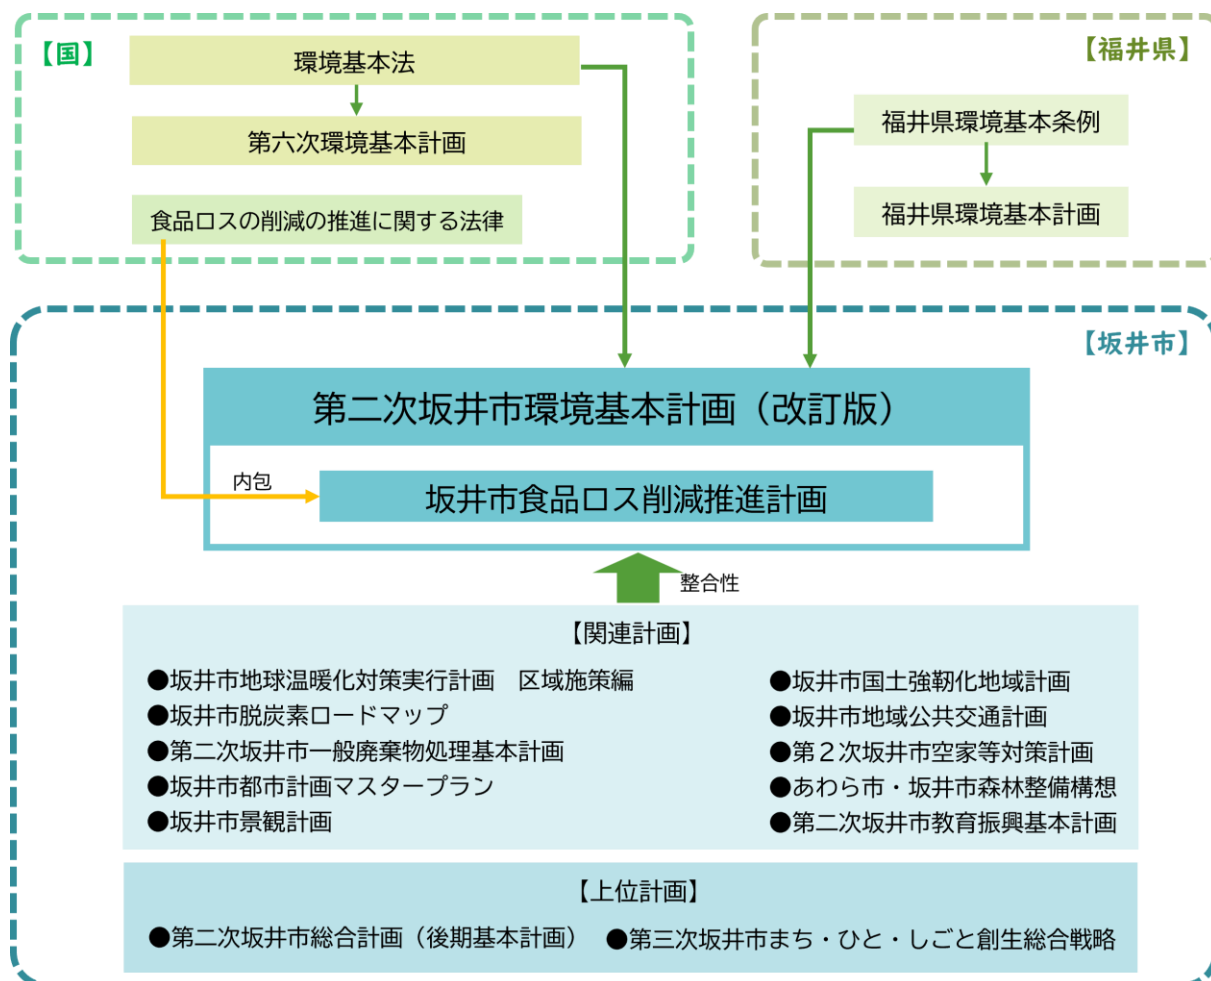 【国】
環境基本法
第六次環境基本計画
食品ロスの削減の推進に関する法律
【福井県】
福井県環境基本条例
福井県環境基本計画
【坂井市】
第二次坂井市環境基本計画（改訂版）
内包
坂井市食品ロス削減推進計画
整合性
【関連計画】
●坂井市地球温暖化対策実行計画　区域施策編
●坂井市脱炭素ロードマップ
●第二次坂井市一般廃棄物処理基本計画
●坂井市都市計画マスタープラン
●坂井市景観計画
●坂井市国土強靭化地域計画
●坂井市地域公共交通計画
●第２次坂井市空家等対策計画
●あわら市・坂井市森林整備構想
●第二次坂井市教育振興基本計画
【上位計画】
●第二次坂井市総合計画（後期基本計画）
●第三次坂井市まち・ひと・しごと創生総合戦略